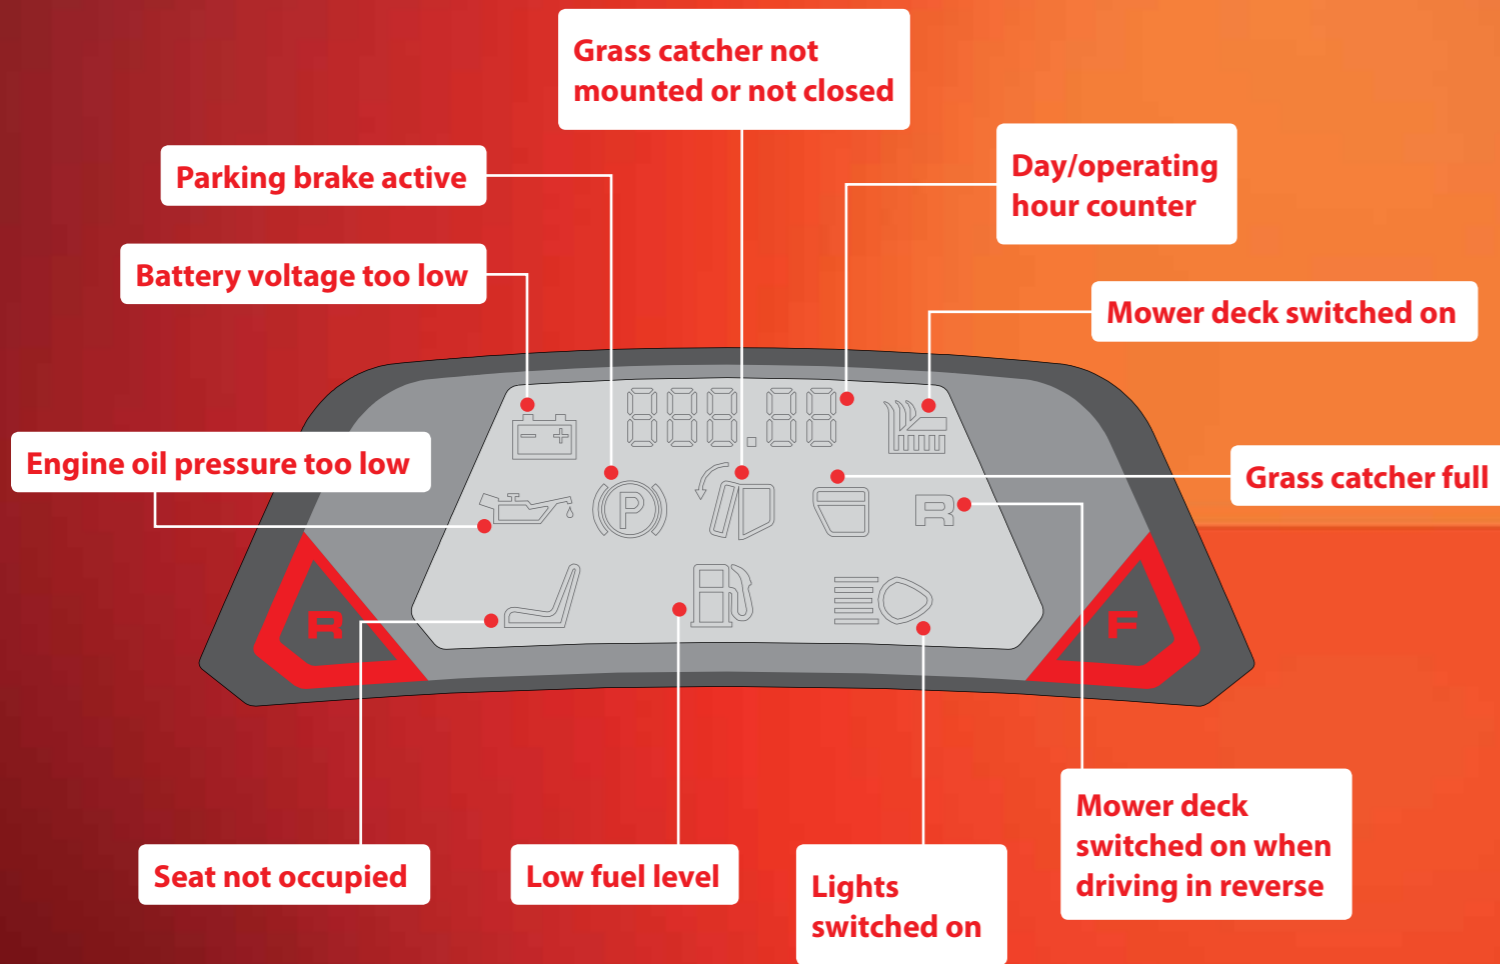 Grass catcher not
mounted or not closed
Day/operating
hour counter
Parking brake active
Battery voltage too low
Mower deck switched on
Engine oil pressure too low
Grass catcher full
888.88
P
R
R
F
Seat not occupied
Low fuel level
Lights
switched on
Mower deck
switched on when
driving in reverse